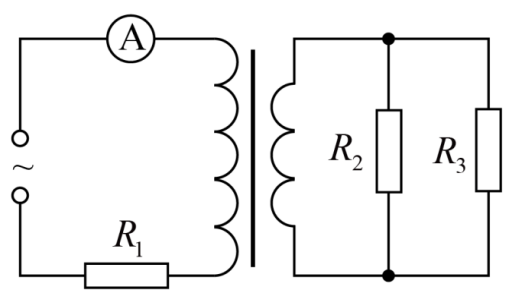 A
~
R₂
R₃
R₁